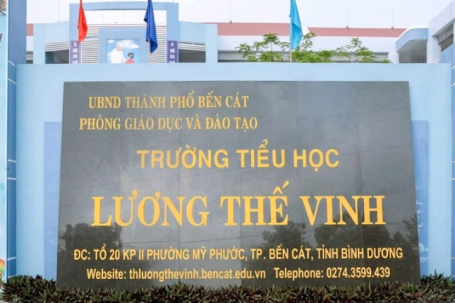 UBND THÀNH PHỐ BẾN CÁT
PHÒNG GIÁO DỤC VÀ ĐÀO TẠO
TRƯỜNG TIỂU HỌC
LƯƠNG THẾ VINH
ĐC: TỔ 20 KP II PHƯỜNG MỸ PHƯỚC, TP. BẾN CÁT, TỈNH BÌNH DƯƠNG
Website: thluongthevinh.bencat.edu.vn Telephone: 0274.3599.439